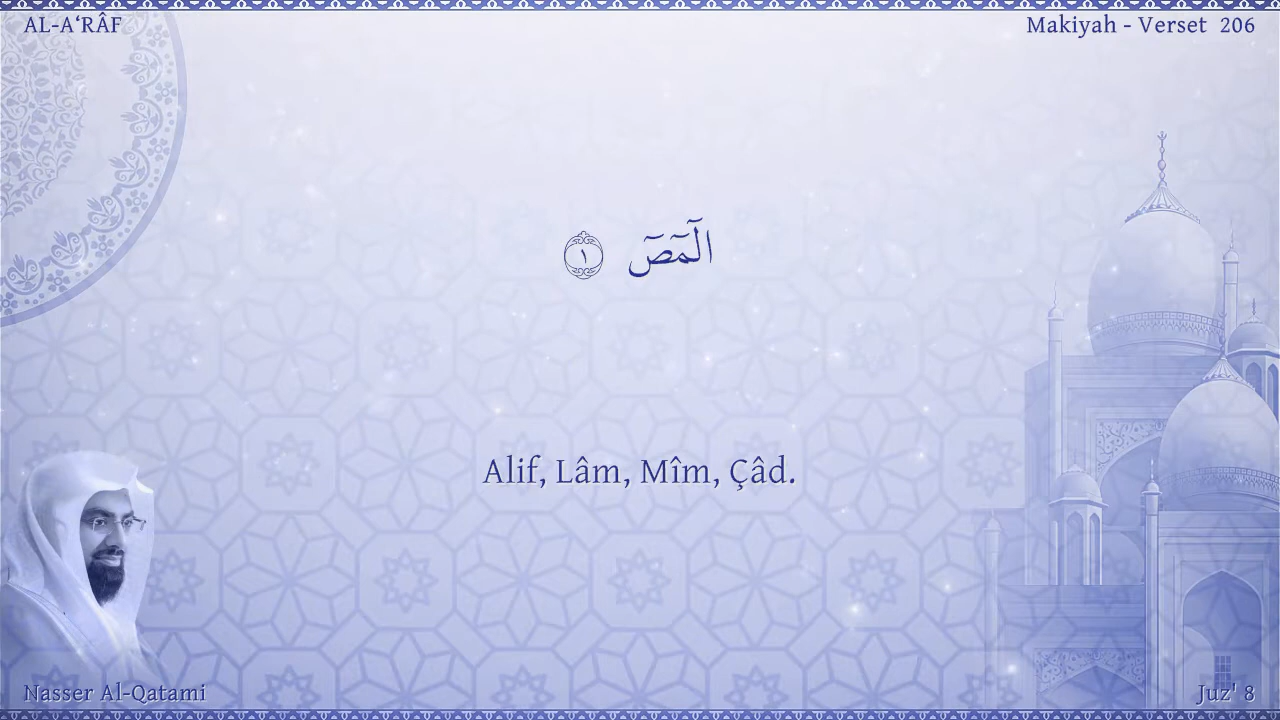 AL-A‘RÂF
Makiyah - Verset 206
الٓمٓصٓ ١
Alif, Lâm, Mîm, Çâd.
Nasser Al-Qatami
Juz' 8